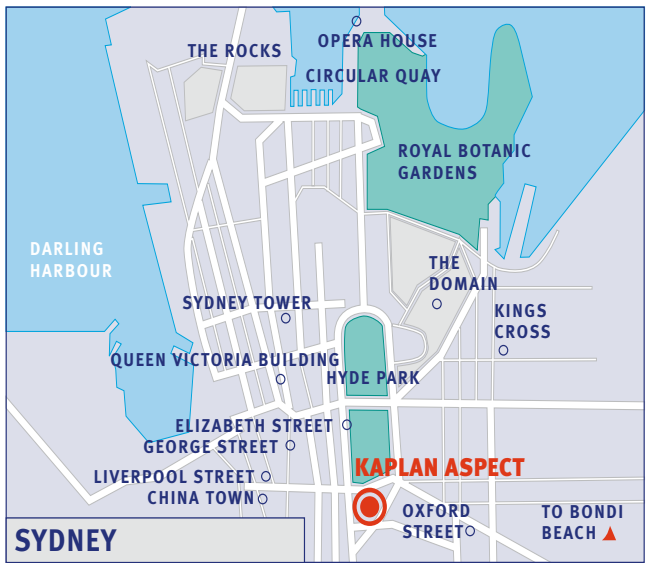 OPERA HOUSE
THE ROCKS
CIRCULAR QUAY
ROYAL BOTANIC
GARDENS
DARLING
HARBOUR
THE
DOMAIN
SYDNEY TOWER
KINGS
CROSS
QUEEN VICTORIA BUILDING
HYDE PARK
ELIZABETH STREET
GEORGE STREET
KAPLAN ASPECT
LIVERPOOL STREET
CHINA TOWN
OXFORD
STREET
TO BONDI
BEACH
SYDNEY